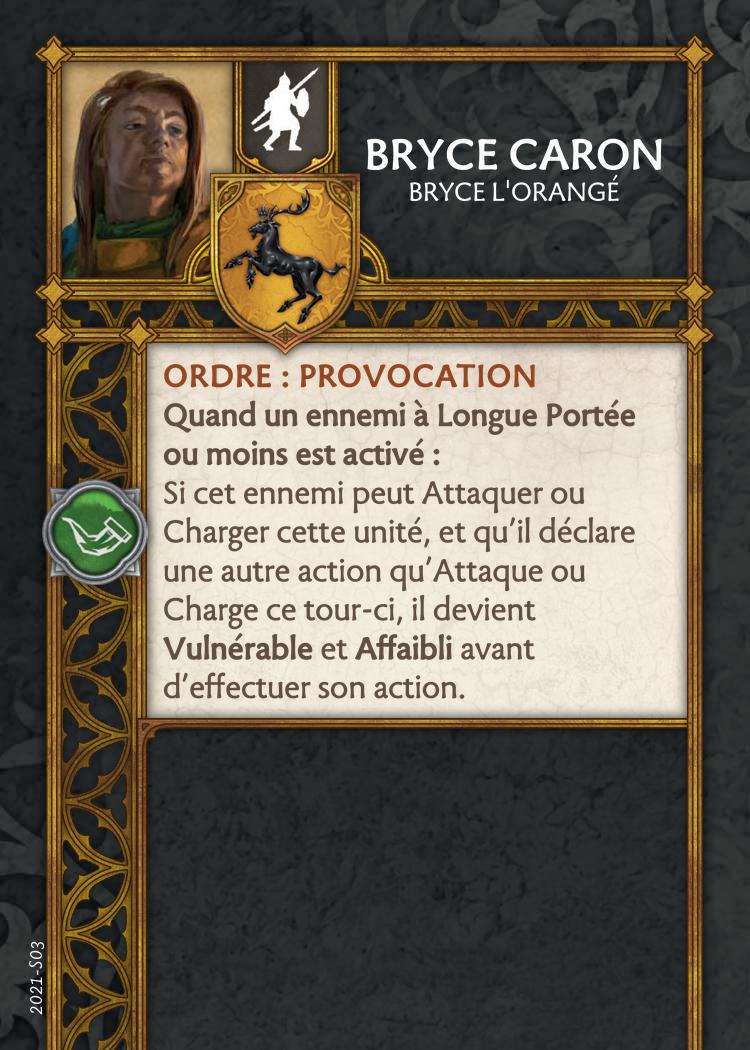 BRYCE CARON
BRYCE L'ORANGÉ
ORDRE : PROVOCATION
Quand un ennemi à Longue Portée
ou moins est activé :
Si cet ennemi peut Attaquer ou
Charger cette unité, et qu’il déclare
une autre action qu’Attaque ou
Charge ce tour-ci, il devient
Vulnérable et Affaibli avant
d’effectuer son action.
2021-S03